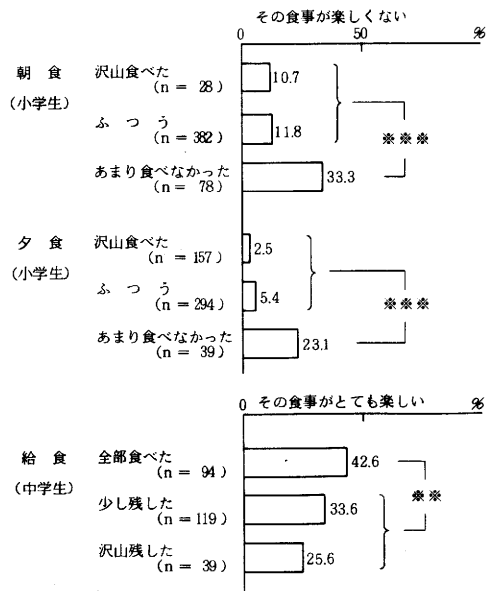 その食事が楽しくない
0 50 %
朝 食 沢山食べた 10.7
(小学生) (n = 28)
ふ つ う 11.8
(n = 382)
※※※
あまり食べなかった 33.3
(n = 78)
夕 食 沢山食べた 2.5
(小学生) (n = 157)
ふ つ う 5.4
(n = 294)
※※※
あまり食べなかった 23.1
(n = 39)
その食事がとても楽しい
0 %
給 食 全部食べた 42.6
(中学生) (n = 94)
※※
少し残した 33.6
(n = 119)
沢山残した 25.6
(n = 39)